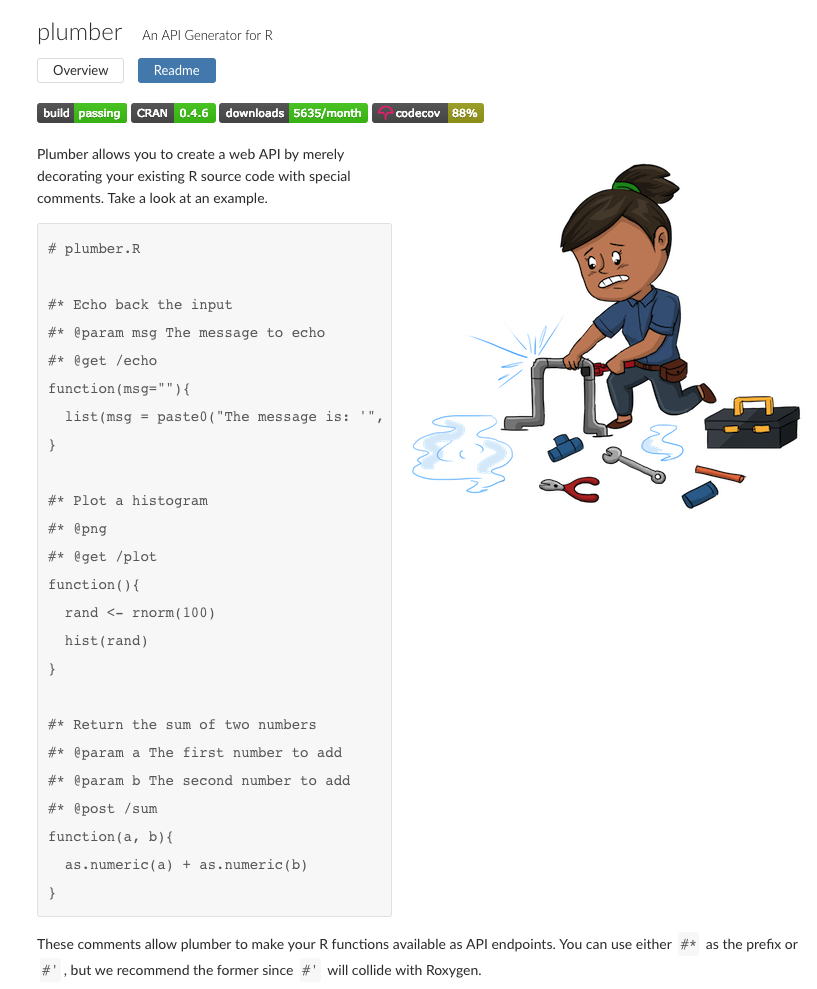 plumber An API Generator for R
Overview Readme
build passing CRAN 0.4.6 downloads 5635/month codecov 88%
Plumber allows you to create a web API by merely
decorating your existing R source code with special
comments. Take a look at an example.
# plumber.R
#* Echo back the input
#* @param msg The message to echo
#* @get /echo
function(msg=""){
  list(msg = paste0("The message is: '",
}
#* Plot a histogram
#* @png
#* @get /plot
function(){
  rand <- rnorm(100)
  hist(rand)
}
#* Return the sum of two numbers
#* @param a The first number to add
#* @param b The second number to add
#* @post /sum
function(a, b){
  as.numeric(a) + as.numeric(b)
}
These comments allow plumber to make your R functions available as API endpoints. You can use either #* as the prefix or
#' , but we recommend the former since #' will collide with Roxygen.